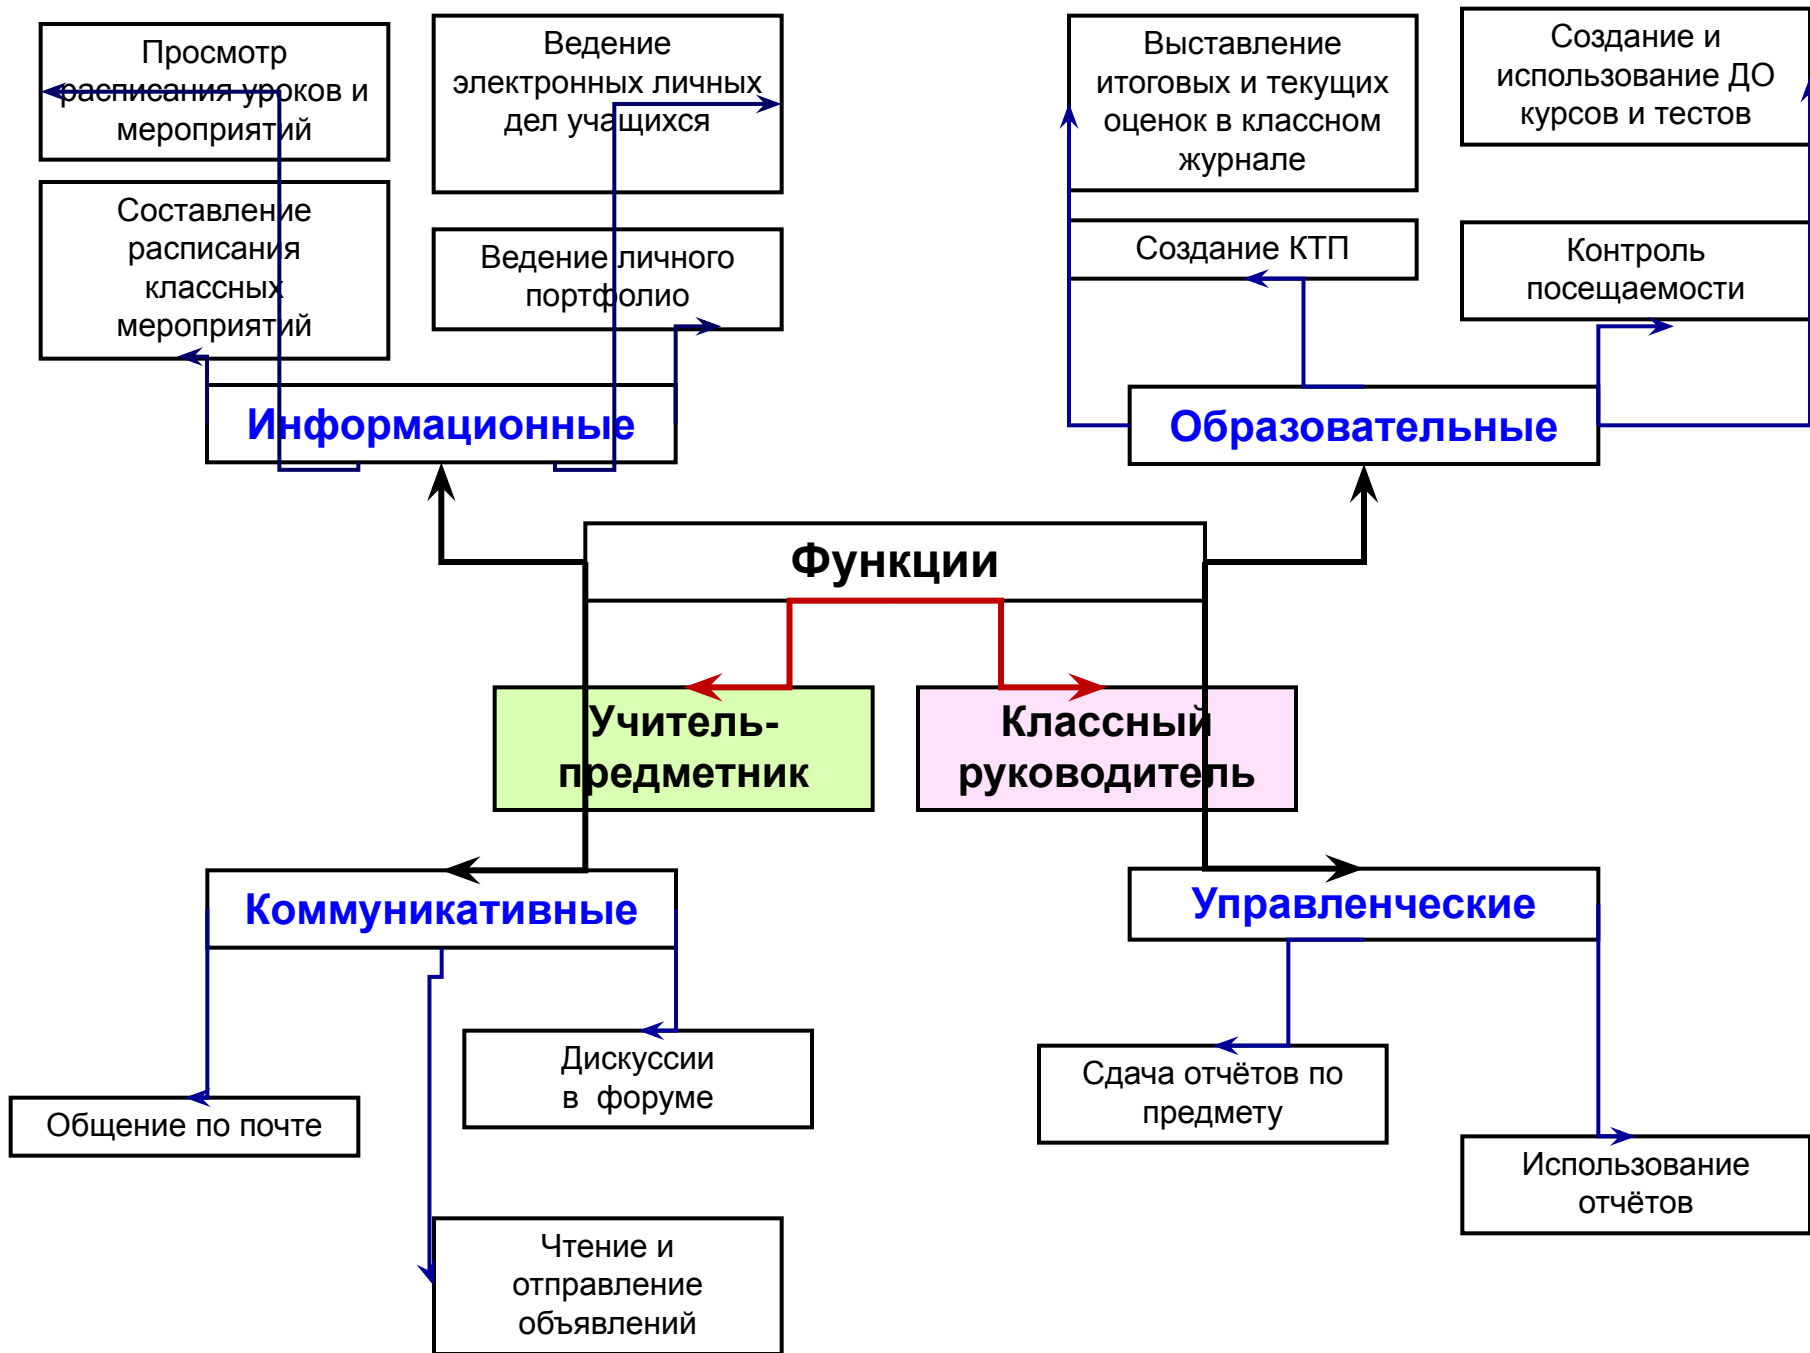 Просмотр
расписания уроков и
мероприятий
Ведение
электронных личных
дел учащихся
Выставление
итоговых и текущих
оценок в классном
журнале
Создание и
использование ДО
курсов и тестов
Составление
расписания
классных
мероприятий
Ведение личного
портфолио
Создание КТП
Контроль
посещаемости
Информационные
Образовательные
Функции
Учитель-
предметник
Классный
руководитель
Коммуникативные
Управленческие
Дискуссии
в форуме
Общение по почте
Сдача отчётов по
предмету
Использование
отчётов
Чтение и
отправление
объявлений